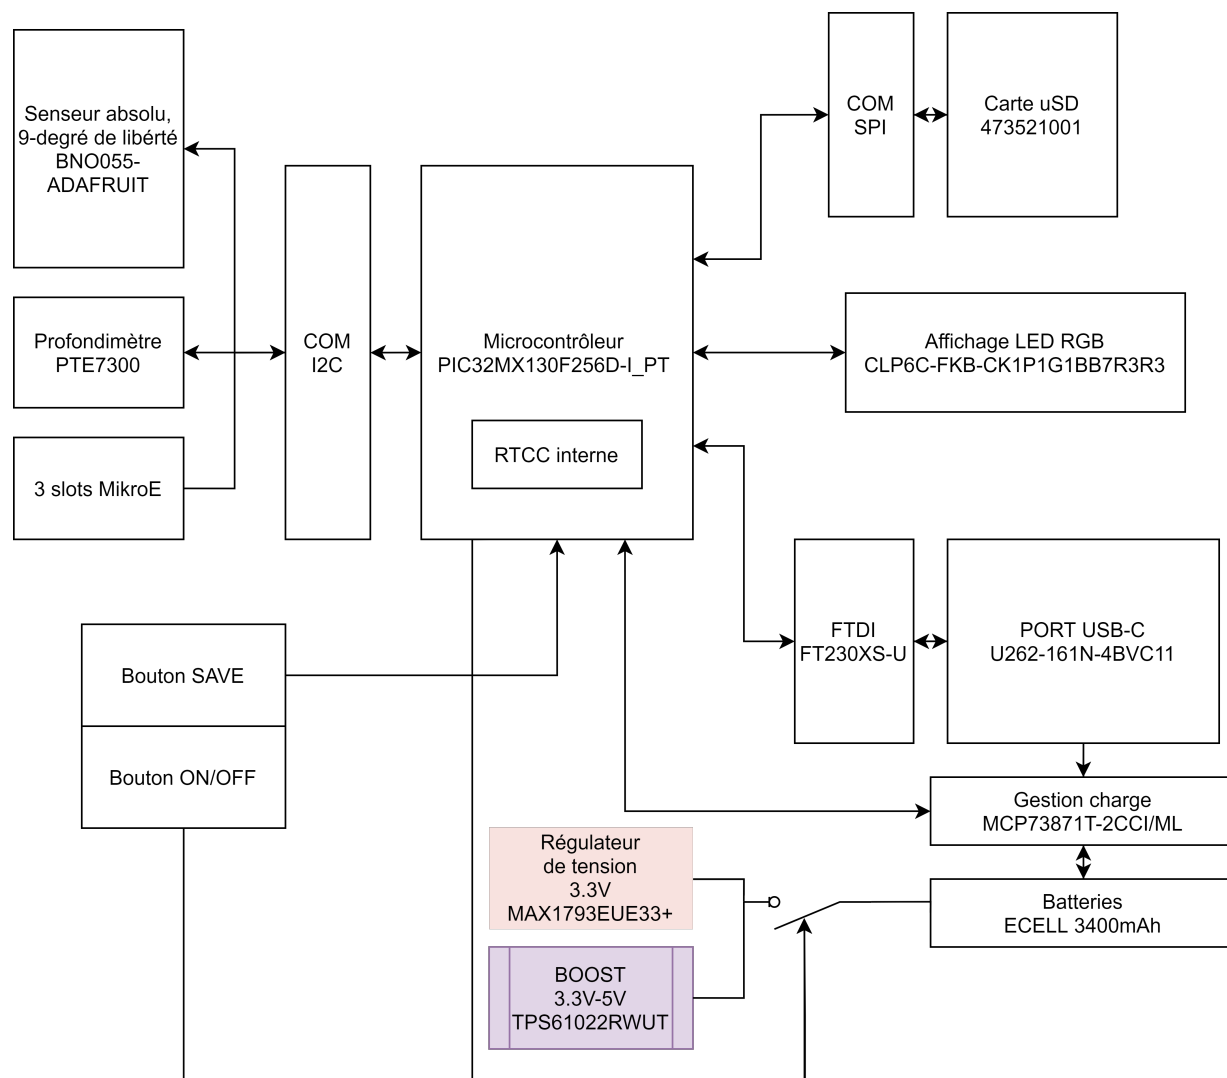 Senseur absolu,
9-degré de libérté
BNO055-
ADAFRUIT
Profondimètre
PTE7300
3 slots MikroE
COM
I2C
Microcontrôleur
PIC32MX130F256D-I_PT
RTCC interne
COM
SPI
Carte uSD
473521001
Affichage LED RGB
CLP6C-FKB-CK1P1G1BB7R3R3
FTDI
FT230XS-U
PORT USB-C
U262-161N-4BVC11
Bouton SAVE
Bouton ON/OFF
Gestion charge
MCP73871T-2CCI/ML
Batteries
ECELL 3400mAh
Régulateur
de tension
3.3V
MAX1793EUE33+
BOOST
3.3V-5V
TPS61022RWUT